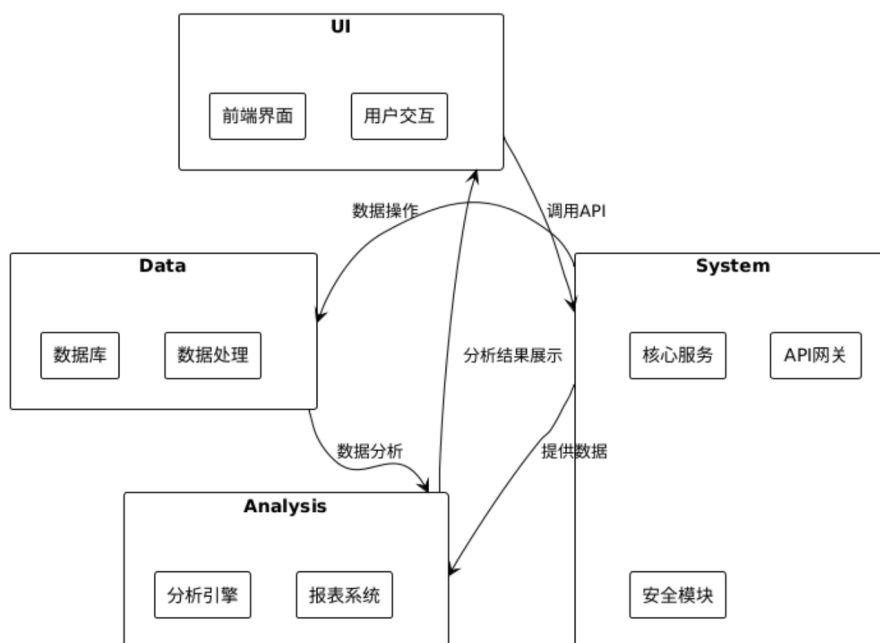 UI
前端界面
用户交互
数据操作
调用API
Data
数据库
数据处理
System
核心服务
API网关
分析结果展示
数据分析
提供数据
Analysis
分析引擎
报表系统
安全模块